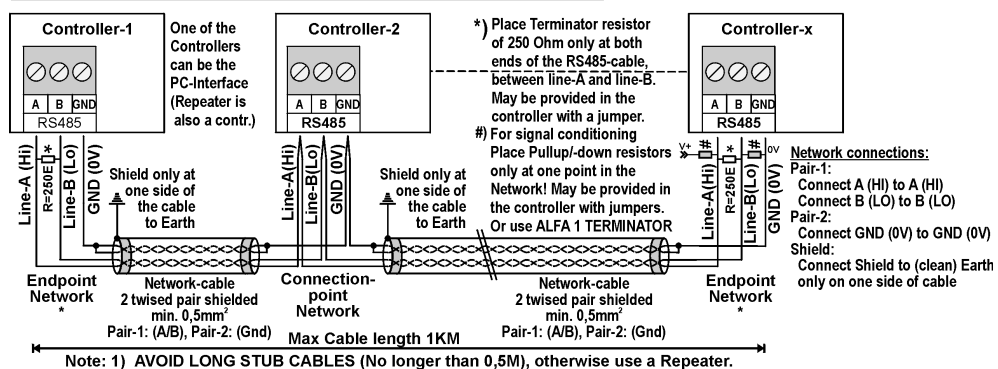 Controller-1
A B GND
RS485
One of the
Controllers
can be the
PC-Interface
(Repeater is
also a contr.)
Controller-2
A B GND
RS485
*) Place Terminator resistor
of 250 Ohm only at both
ends of the RS485-cable,
between line-A and line-B.
May be provided in the
controller with a jumper.
#) For signal conditioning
Place Pullup/-down resistors
only at one point in the
Network! May be provided in
the controller with jumpers.
Or use ALFA 1 TERMINATOR
Controller-x
A B GND
RS485
Line-A(Hi)
R=250E *
Line-B (Lo)
GND (0V)
Shield only at
one side of
the cable
to Earth
Line-A(Hi)
Line-B(Lo)
GND (0V)
Shield only at
one side of
the cable
to Earth
V+ # * # 0V
Line-A(Hi)
R=250E
Line-B(Lo)
GND (0V)
Network connections:
Pair-1:
Connect A (HI) to A (HI)
Connect B (LO) to B (LO)
Pair-2:
Connect GND (0V) to GND (0V)
Shield:
Connect Shield to (clean) Earth
only on one side of cable
Endpoint
Network
*
Network-cable
2 twised pair shielded
min. 0,5mm²
Pair-1: (A/B), Pair-2: (Gnd)
Connection-
point
Network
Network-cable
2 twised pair shielded
min. 0,5mm²
Pair-1: (A/B), Pair-2: (Gnd)
Endpoint
Network
*
Max Cable length 1KM
Note: 1) AVOID LONG STUB CABLES (No longer than 0,5M), otherwise use a Repeater.